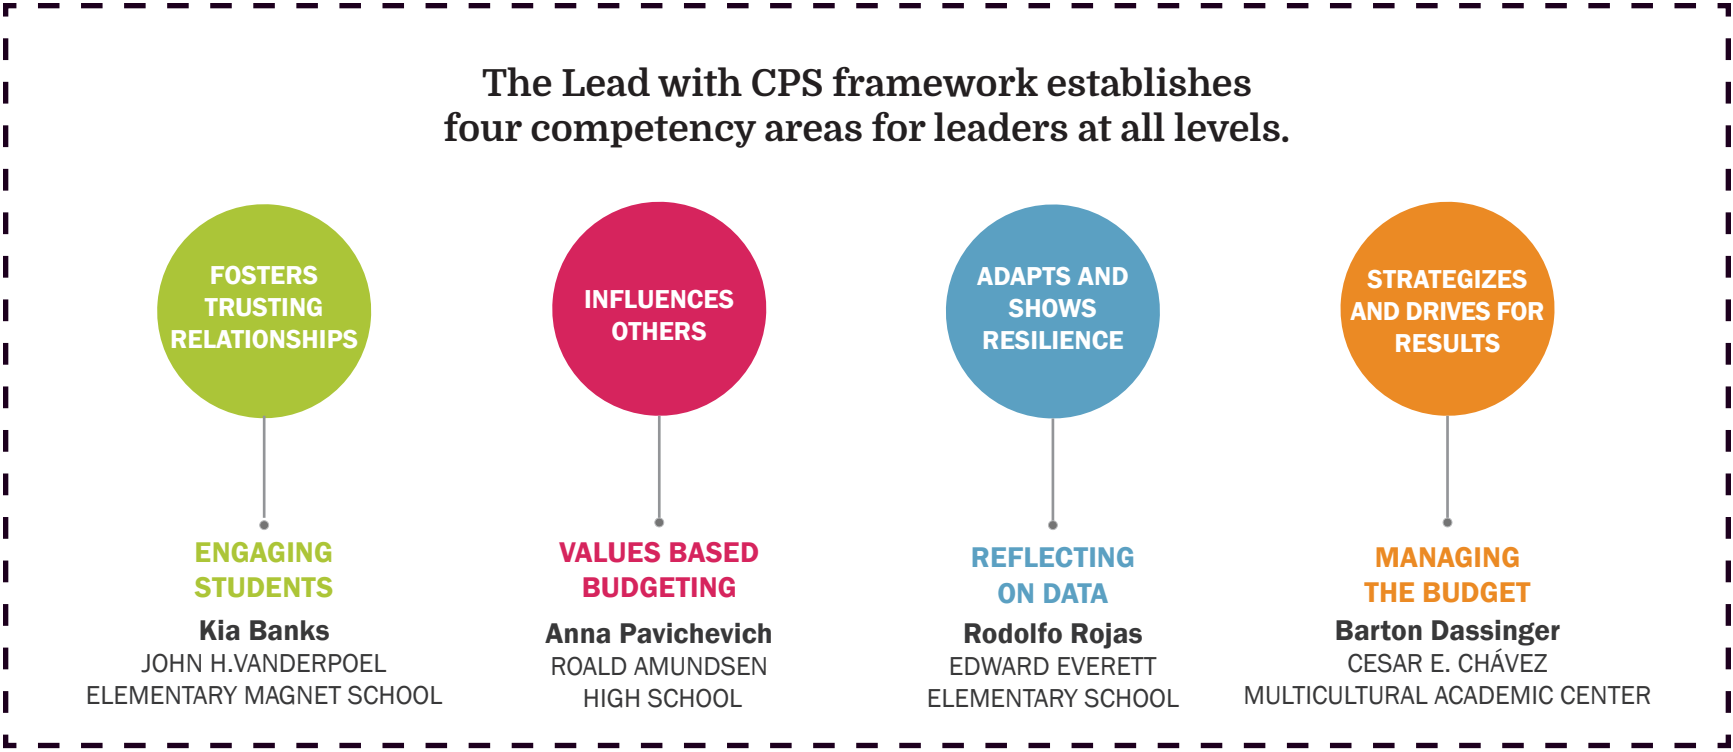 The Lead with CPS framework establishes
four competency areas for leaders at all levels.
FOSTERS
TRUSTING
RELATIONSHIPS
INFLUENCES
OTHERS
ADAPTS AND
SHOWS
RESILIENCE
STRATEGIZES
AND DRIVES FOR
RESULTS
ENGAGING
STUDENTS
Kia Banks
JOHN H.VANDERPOEL
ELEMENTARY MAGNET SCHOOL
VALUES BASED
BUDGETING
Anna Pavichevich
ROALD AMUNDSEN
HIGH SCHOOL
REFLECTING
ON DATA
Rodolfo Rojas
EDWARD EVERETT
ELEMENTARY SCHOOL
MANAGING
THE BUDGET
Barton Dassinger
CESAR E. CHÁVEZ
MULTICULTURAL ACADEMIC CENTER